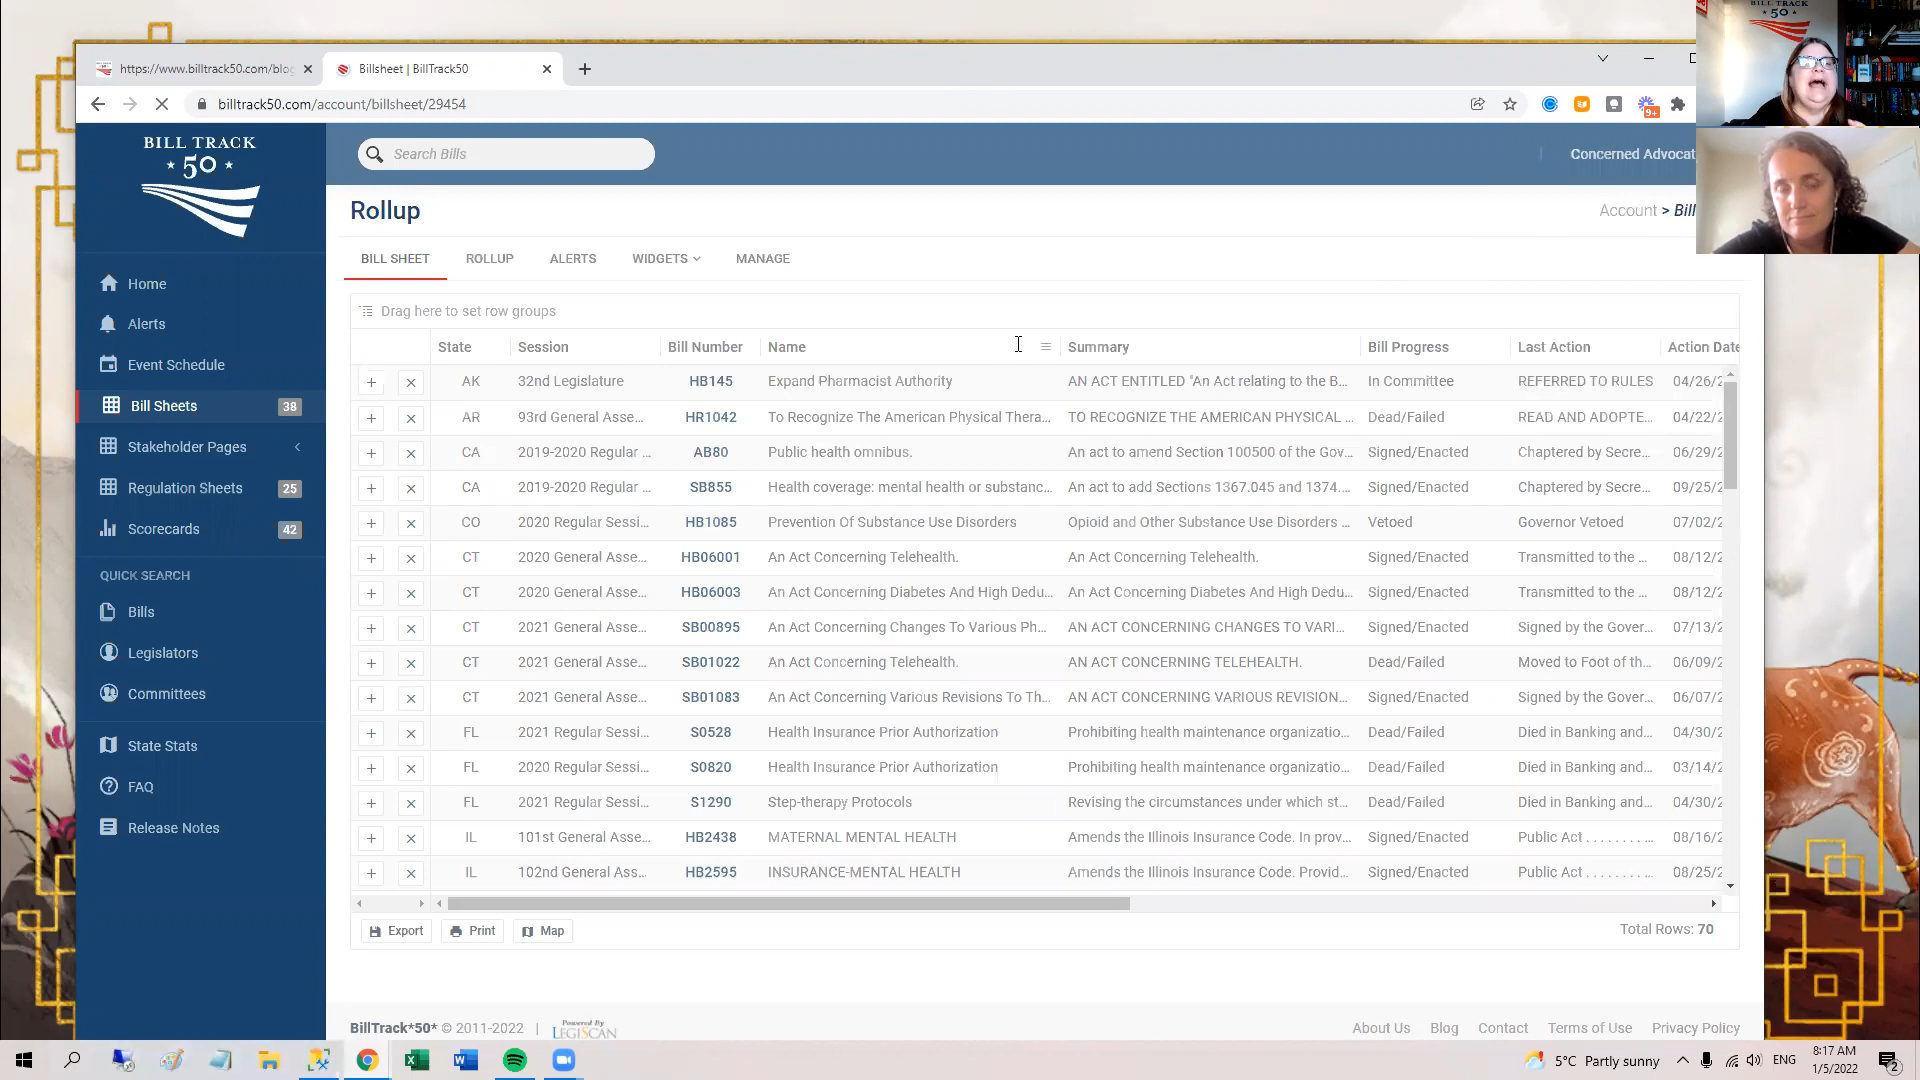 BILL TRACK
50
https://www.billtrack50.com/blog
Billsheet | BillTrack50
billtrack50.com/account/billsheet/29454
9+
BILL TRACK
50
Search Bills
Concerned Advocat
Rollup
Account > Bill
BILL SHEET ROLLUP ALERTS WIDGETS MANAGE
Home
Alerts
Event Schedule
Bill Sheets 38
Stakeholder Pages
Regulation Sheets 25
Scorecards 42
QUICK SEARCH
Bills
Legislators
Committees
State Stats
FAQ
Release Notes
Drag here to set row groups
State Session Bill Number Name Summary Bill Progress Last Action Action Date
AK 32nd Legislature HB145 Expand Pharmacist Authority AN ACT ENTITLED "An Act relating to the B... In Committee REFERRED TO RULES 04/26/2
AR 93rd General Asse... HR1042 To Recognize The American Physical Thera... TO RECOGNIZE THE AMERICAN PHYSICAL ... Dead/Failed READ AND ADOPTE... 04/22/2
CA 2019-2020 Regular ... AB80 Public health omnibus. An act to amend Section 100500 of the Gov... Signed/Enacted Chaptered by Secre... 06/29/2
CA 2019-2020 Regular ... SB855 Health coverage: mental health or substanc... An act to add Sections 1367.045 and 1374.... Signed/Enacted Chaptered by Secre... 09/25/2
CO 2020 Regular Sessi... HB1085 Prevention Of Substance Use Disorders Opioid and Other Substance Use Disorders ... Vetoed Governor Vetoed 07/02/2
CT 2020 General Asse... HB06001 An Act Concerning Telehealth. An Act Concerning Telehealth. Signed/Enacted Transmitted to the ... 08/12/2
CT 2020 General Asse... HB06003 An Act Concerning Diabetes And High Dedu... An Act Concerning Diabetes And High Dedu... Signed/Enacted Transmitted to the ... 08/12/2
CT 2021 General Asse... SB00895 An Act Concerning Changes To Various Ph... AN ACT CONCERNING CHANGES TO VARI... Signed/Enacted Signed by the Gover... 07/13/2
CT 2021 General Asse... SB01022 An Act Concerning Telehealth. AN ACT CONCERNING TELEHEALTH. Dead/Failed Moved to Foot of th... 06/09/2
CT 2021 General Asse... SB01083 An Act Concerning Various Revisions To Th... AN ACT CONCERNING VARIOUS REVISION... Signed/Enacted Signed by the Gover... 06/07/2
FL 2021 Regular Sessi... S0528 Health Insurance Prior Authorization Prohibiting health maintenance organizatio... Dead/Failed Died in Banking and... 04/30/2
FL 2020 Regular Sessi... S0820 Health Insurance Prior Authorization Prohibiting health maintenance organizatio... Dead/Failed Died in Banking and... 03/14/2
FL 2021 Regular Sessi... S1290 Step-therapy Protocols Revising the circumstances under which st... Dead/Failed Died in Banking and... 04/30/2
IL 101st General Asse... HB2438 MATERNAL MENTAL HEALTH Amends the Illinois Insurance Code. In prov... Signed/Enacted Public Act . . . . . . . . ... 08/16/2
IL 102nd General Ass... HB2595 INSURANCE-MENTAL HEALTH Amends the Illinois Insurance Code. Provid... Signed/Enacted Public Act . . . . . . . . ... 08/25/2
Export Print Map Total Rows: 70
BillTrack*50* © 2011-2022 | Powered By LEGISCAN About Us Blog Contact Terms of Use Privacy Policy
5°C Partly sunny ENG 8:17 AM
1/5/2022
2